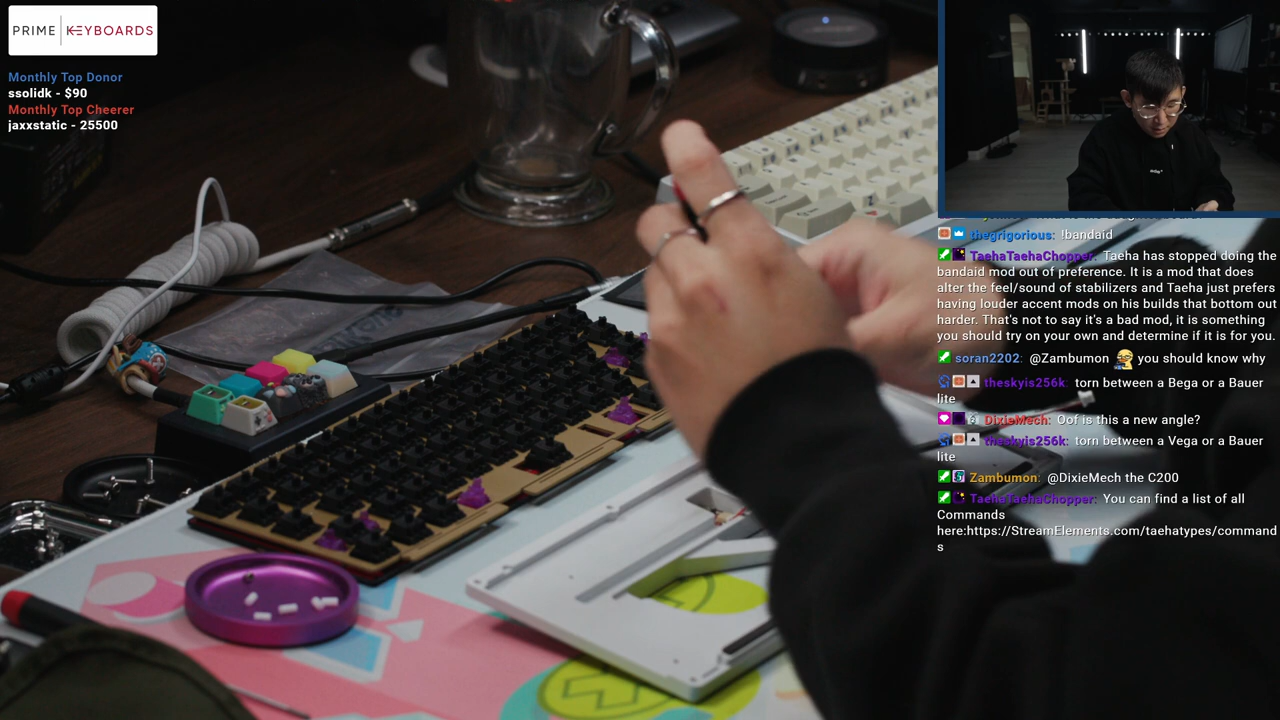 PRIME KEYBOARDS
Monthly Top Donor
ssolidk - $90
Monthly Top Cheerer
jaxxstatic - 25500
thegrigorious: !bandaid
TaehaTaehaChopper: Taeha has stopped doing the
bandaid mod out of preference. It is a mod that does
alter the feel/sound of stabilizers and Taeha just prefers
having louder accent mods on his builds that bottom out
harder. That's not to say it's a bad mod, it is something
you should try on your own and determine if it is for you.
soran2202: @Zambumon you should know why
theskyis256k: torn between a Bega or a Bauer
lite
DixieMech: Oof is this a new angle?
theskyis256k: torn between a Vega or a Bauer
lite
Zambumon: @DixieMech the C200
TaehaTaehaChopper: You can find a list of all
Commands
here:https://StreamElements.com/taehatypes/command
s